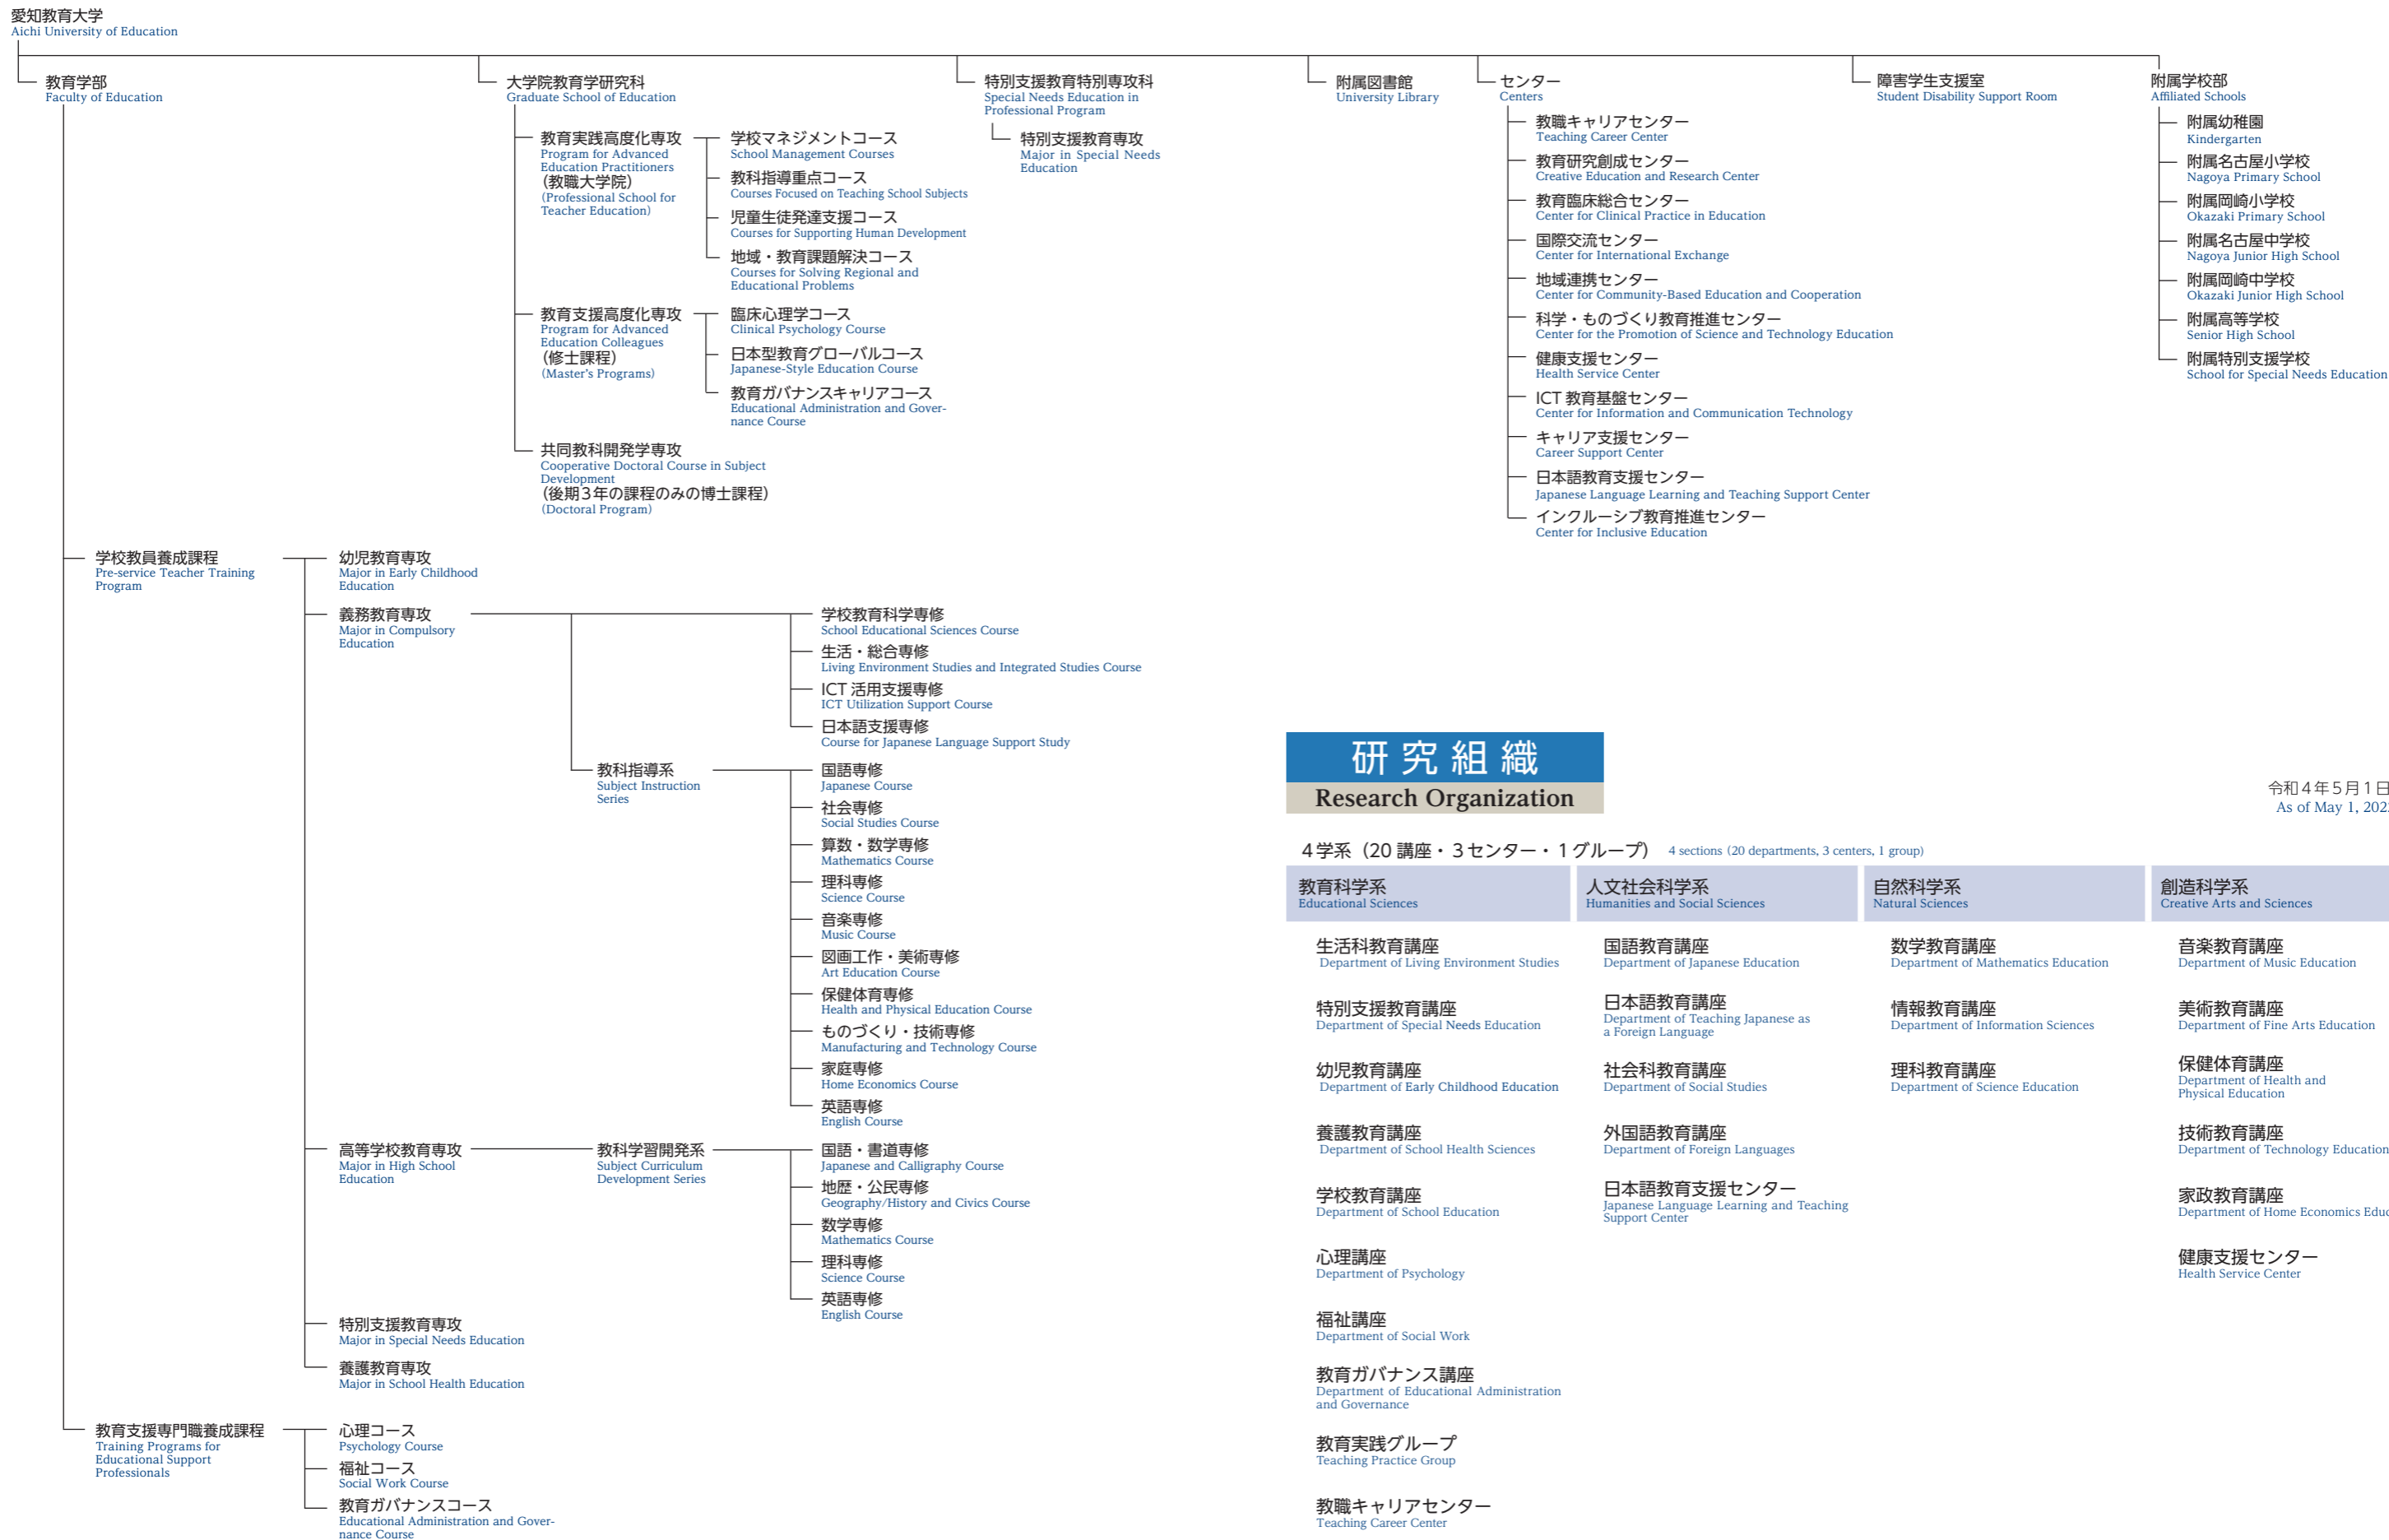 愛知教育大学
Aichi University of Education
教育学部
Faculty of Education
大学院教育学研究科
Graduate School of Education
教育実践高度化専攻
Program for Advanced
Education Practitioners
（教職大学院）
(Professional School for
Teacher Education)
学校マネジメントコース
School Management Courses
教科指導重点コース
Courses Focused on Teaching School Subjects
児童生徒発達支援コース
Courses for Supporting Human Development
地域・教育課題解決コース
Courses for Solving Regional and
Educational Problems
教育支援高度化専攻
Program for Advanced
Education Colleagues
（修士課程）
(Master's Programs)
臨床心理学コース
Clinical Psychology Course
日本型教育グローバルコース
Japanese-Style Education Course
教育ガバナンスキャリアコース
Educational Administration and Gover-
nance Course
共同教科開発学専攻
Cooperative Doctoral Course in Subject
Development
（後期３年の課程のみの博士課程）
(Doctoral Program)
特別支援教育特別専攻科
Special Needs Education in
Professional Program
特別支援教育専攻
Major in Special Needs
Education
附属図書館
University Library
センター
Centers
教職キャリアセンター
Teaching Career Center
教育研究創成センター
Creative Education and Research Center
教育臨床総合センター
Center for Clinical Practice in Education
国際交流センター
Center for International Exchange
地域連携センター
Center for Community-Based Education and Cooperation
科学・ものづくり教育推進センター
Center for the Promotion of Science and Technology Education
健康支援センター
Health Service Center
ICT 教育基盤センター
Center for Information and Communication Technology
キャリア支援センター
Career Support Center
日本語教育支援センター
Japanese Language Learning and Teaching Support Center
インクルーシブ教育推進センター
Center for Inclusive Education
障害学生支援室
Student Disability Support Room
附属学校部
Affiliated Schools
附属幼稚園
Kindergarten
附属名古屋小学校
Nagoya Primary School
附属岡崎小学校
Okazaki Primary School
附属名古屋中学校
Nagoya Junior High School
附属岡崎中学校
Okazaki Junior High School
附属高等学校
Senior High School
附属特別支援学校
School for Special Needs Education
学校教員養成課程
Pre-service Teacher Training
Program
幼児教育専攻
Major in Early Childhood
Education
義務教育専攻
Major in Compulsory
Education
学校教育科学専修
School Educational Sciences Course
生活・総合専修
Living Environment Studies and Integrated Studies Course
ICT 活用支援専修
ICT Utilization Support Course
日本語支援専修
Course for Japanese Language Support Study
教科指導系
Subject Instruction
Series
国語専修
Japanese Course
社会専修
Social Studies Course
算数・数学専修
Mathematics Course
理科専修
Science Course
音楽専修
Music Course
図画工作・美術専修
Art Education Course
保健体育専修
Health and Physical Education Course
ものづくり・技術専修
Manufacturing and Technology Course
家庭専修
Home Economics Course
英語専修
English Course
高等学校教育専攻
Major in High School
Education
教科学習開発系
Subject Curriculum
Development Series
国語・書道専修
Japanese and Calligraphy Course
地歴・公民専修
Geography/History and Civics Course
数学専修
Mathematics Course
理科専修
Science Course
英語専修
English Course
特別支援教育専攻
Major in Special Needs Education
養護教育専攻
Major in School Health Education
教育支援専門職養成課程
Training Programs for
Educational Support
Professionals
心理コース
Psychology Course
福祉コース
Social Work Course
教育ガバナンスコース
Educational Administration and Gover-
nance Course
研究組織
Research Organization
令和４年５月１日
As of May 1, 202
４学系（20 講座・３センター・１グループ） 4 sections (20 departments, 3 centers, 1 group)
教育科学系
Educational Sciences
生活科教育講座
Department of Living Environment Studies
特別支援教育講座
Department of Special Needs Education
幼児教育講座
Department of Early Childhood Education
養護教育講座
Department of School Health Sciences
学校教育講座
Department of School Education
心理講座
Department of Psychology
福祉講座
Department of Social Work
教育ガバナンス講座
Department of Educational Administration
and Governance
教育実践グループ
Teaching Practice Group
教職キャリアセンター
Teaching Career Center
人文社会科学系
Humanities and Social Sciences
国語教育講座
Department of Japanese Education
日本語教育講座
Department of Teaching Japanese as
a Foreign Language
社会科教育講座
Department of Social Studies
外国語教育講座
Department of Foreign Languages
日本語教育支援センター
Japanese Language Learning and Teaching
Support Center
自然科学系
Natural Sciences
数学教育講座
Department of Mathematics Education
情報教育講座
Department of Information Sciences
理科教育講座
Department of Science Education
創造科学系
Creative Arts and Sciences
音楽教育講座
Department of Music Education
美術教育講座
Department of Fine Arts Education
保健体育講座
Department of Health and
Physical Education
技術教育講座
Department of Technology Education
家政教育講座
Department of Home Economics Educ
健康支援センター
Health Service Center